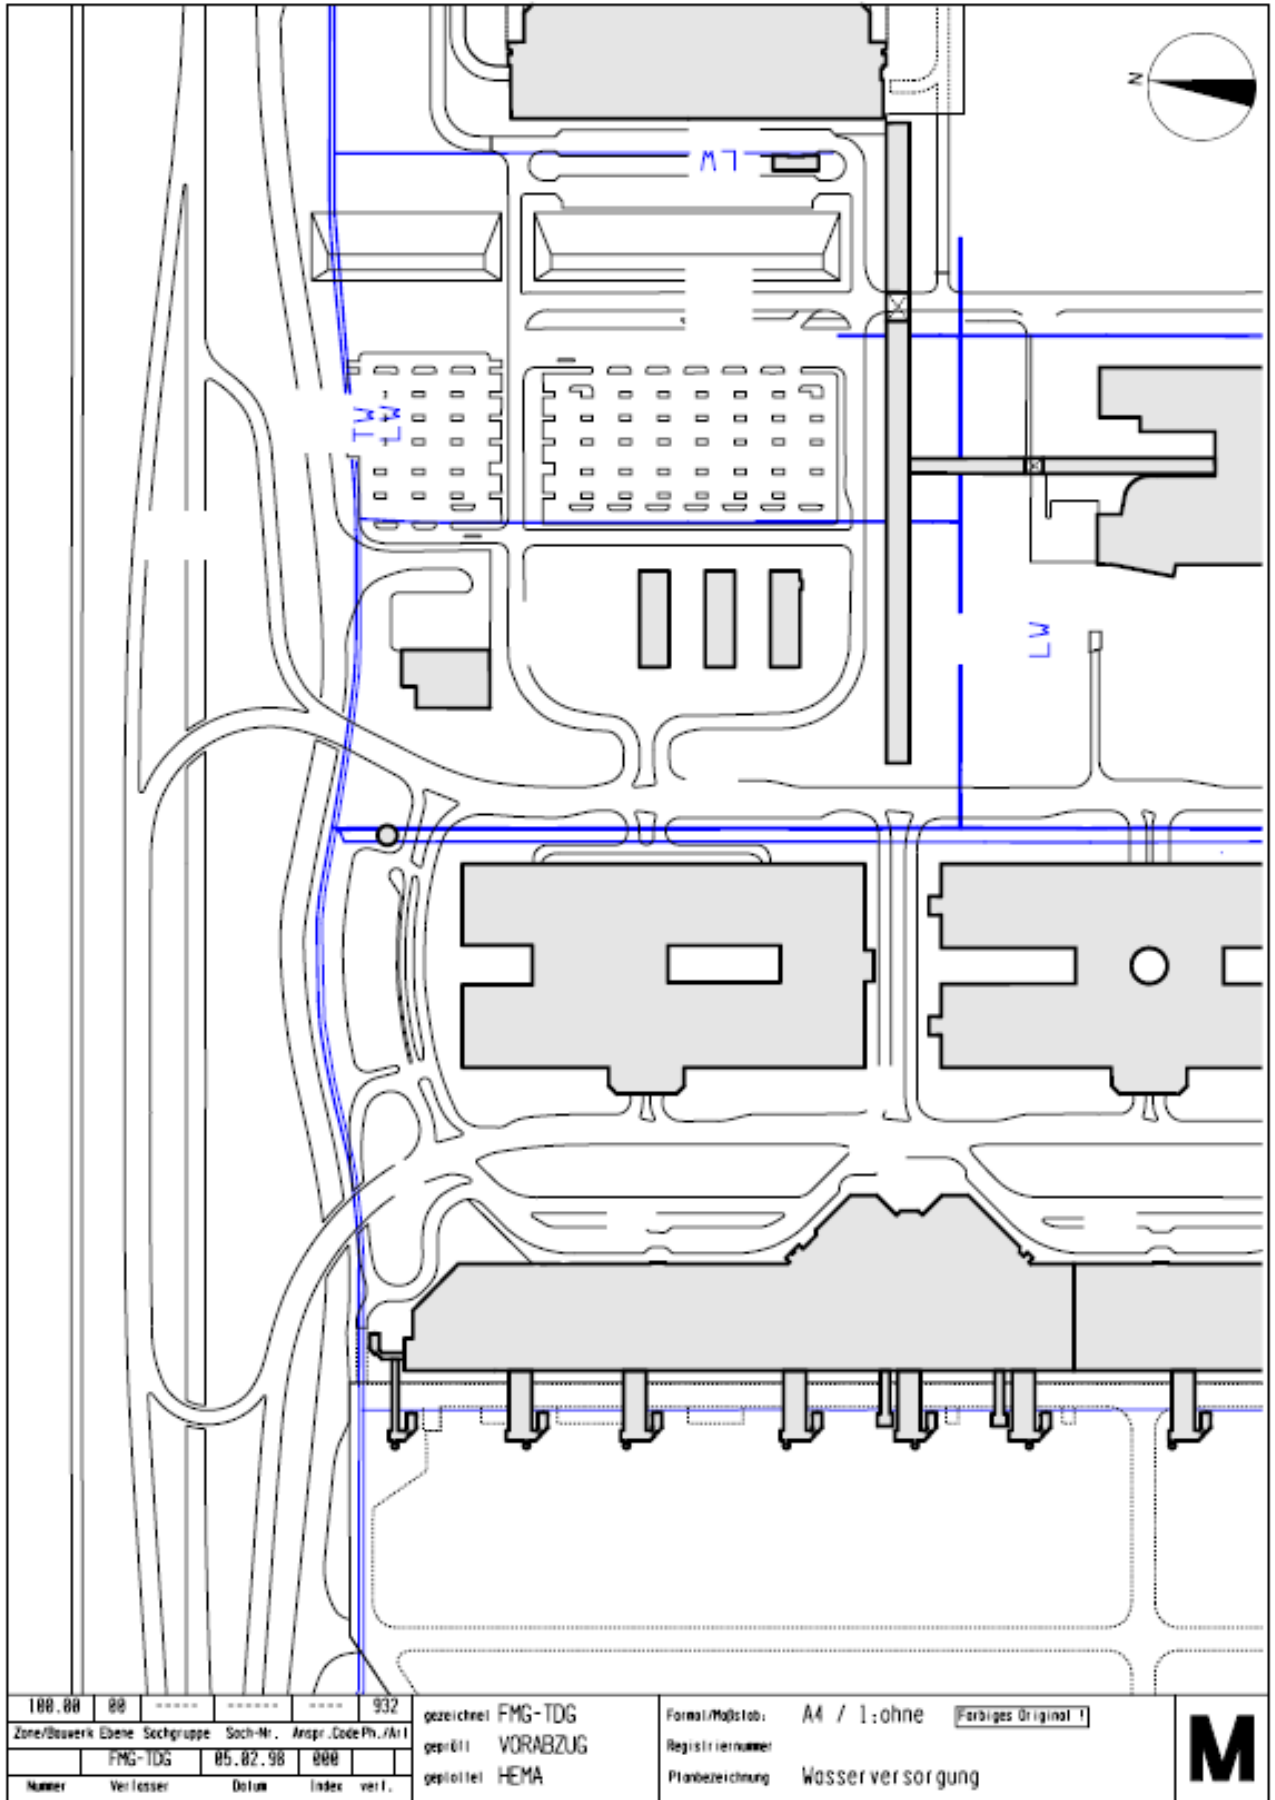 N
LW
TW
LW
LW
100.00 00 ----- ------ ---- 932
Zone/Bauwerk Ebene Sachgruppe Sach-Nr. Anspr.Code Ph./Art
FMG-TDG 05.02.98 000
Nummer Verfasser Datum Index verf.
gezeichnet FMG-TDG
geprüft VORABZUG
geplottet HEMA
Format/Maßstab: A4 / 1:ohne Farbiges Original !
Registriernummer
Planbezeichnung Wasserversorgung
M